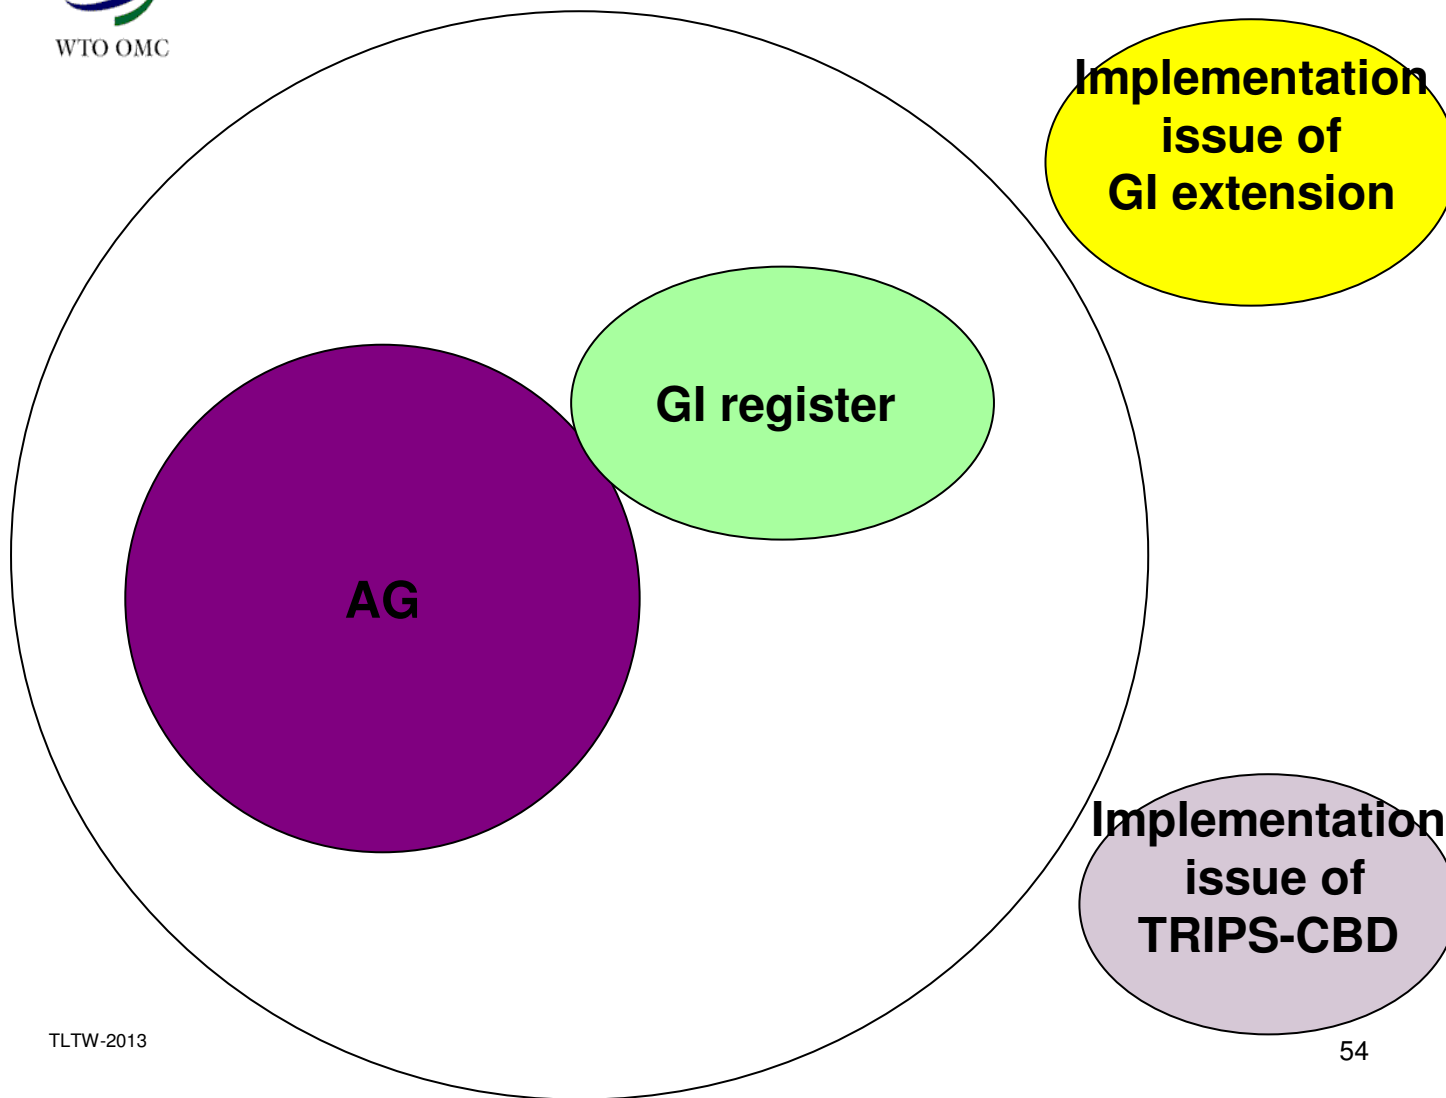 WTO OMC
Implementation
issue of
GI extension
GI register
AG
Implementation
issue of
TRIPS-CBD
TLTW-2013
54